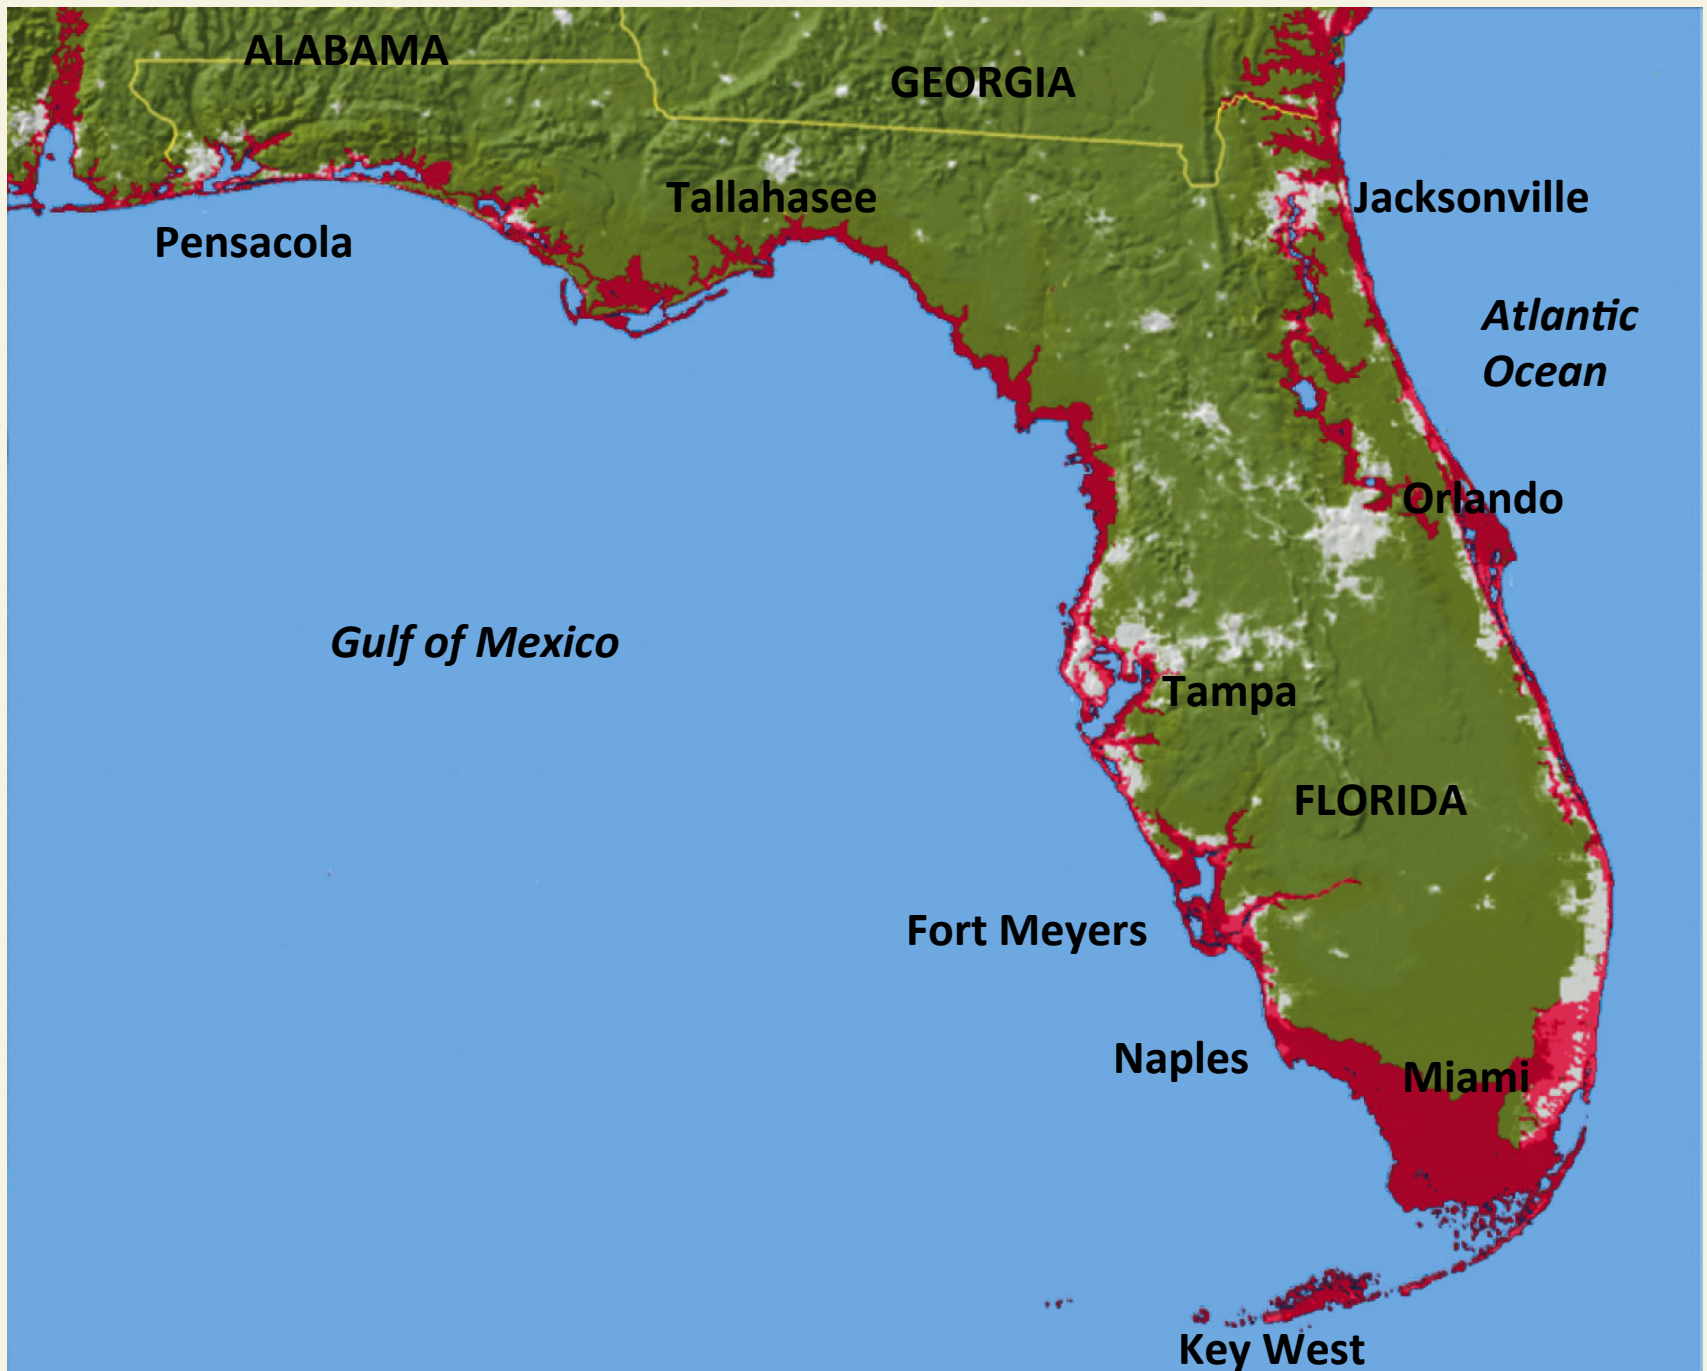 ALABAMA
GEORGIA
Tallahasee
Jacksonville
Pensacola
Atlantic
Ocean
Orlando
Gulf of Mexico
Tampa
FLORIDA
Fort Meyers
Naples
Miami
Key West